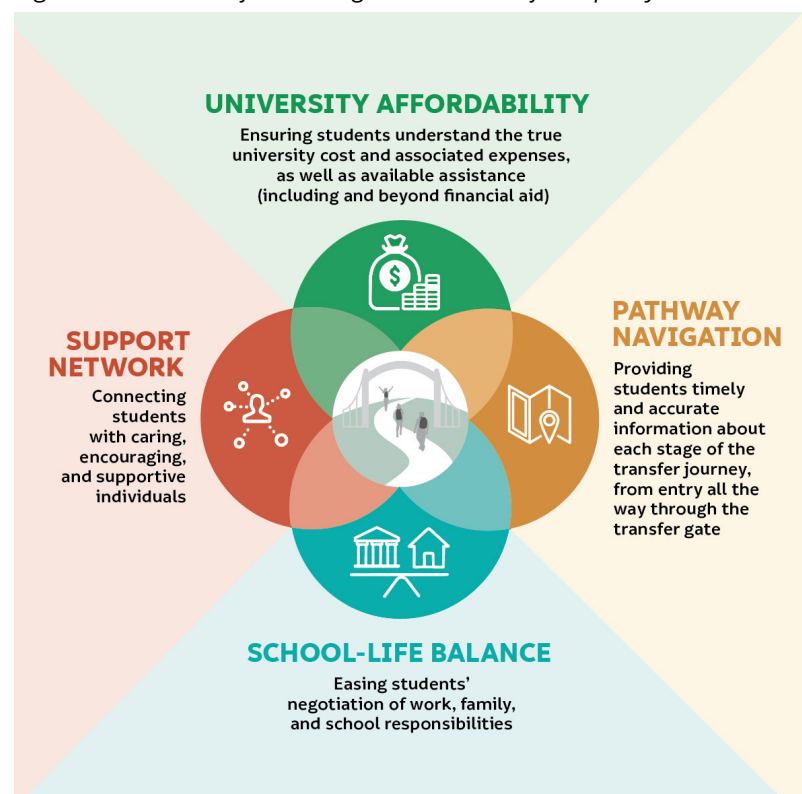 UNIVERSITY AFFORDABILITY
Ensuring students understand the true
university cost and associated expenses,
as well as available assistance
(including and beyond financial aid)
$
SUPPORT
NETWORK
Connecting
students
with caring,
encouraging,
and supportive
individuals
PATHWAY
NAVIGATION
Providing
students timely
and accurate
information about
each stage of the
transfer journey,
from entry all the
way through the
transfer gate
SCHOOL-LIFE BALANCE
Easing students’
negotiation of work, family,
and school responsibilities